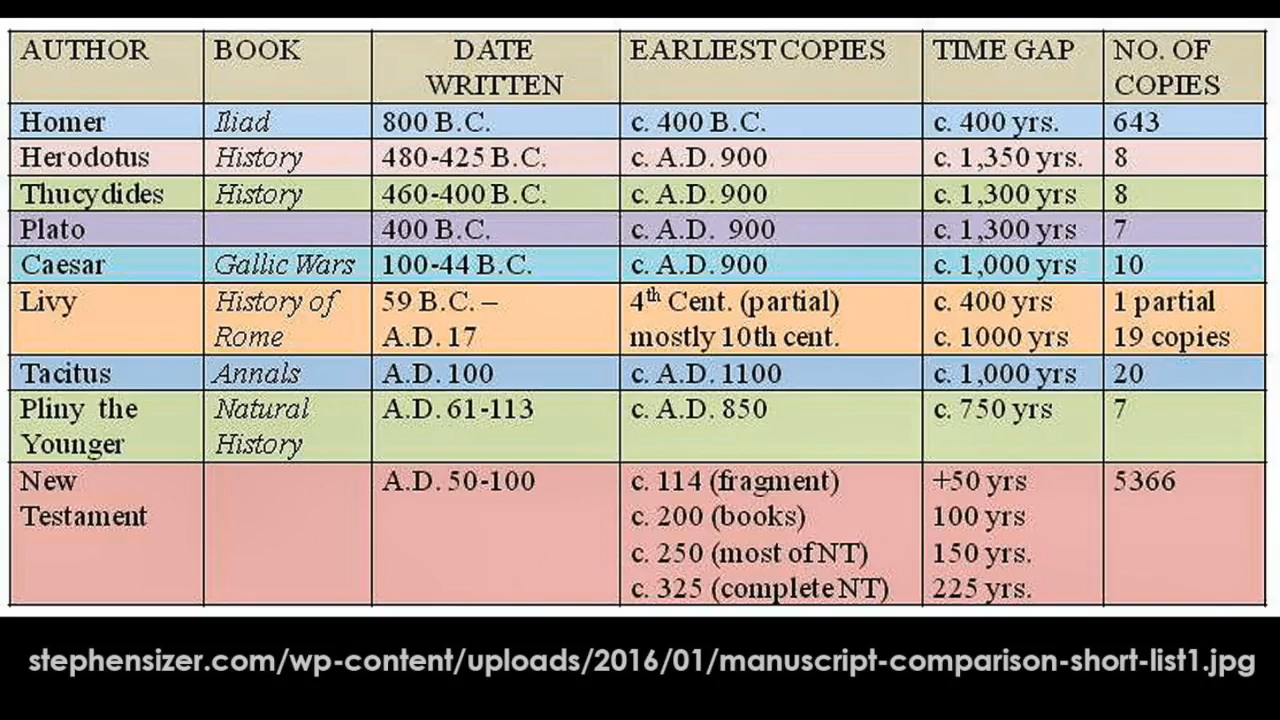 AUTHOR BOOK DATE WRITTEN EARLIEST COPIES TIME GAP NO. OF COPIES
Homer Iliad 800 B.C. c. 400 B.C. c. 400 yrs. 643
Herodotus History 480-425 B.C. c. A.D. 900 c. 1,350 yrs. 8
Thucydides History 460-400 B.C. c. A.D. 900 c. 1,300 yrs 8
Plato 400 B.C. c. A.D. 900 c. 1,300 yrs 7
Caesar Gallic Wars 100-44 B.C. c. A.D. 900 c. 1,000 yrs 10
Livy History of 59 B.C. – 4th Cent. (partial) c. 400 yrs 1 partial
Rome A.D. 17 mostly 10th cent. c. 1000 yrs 19 copies
Tacitus Annals A.D. 100 c. A.D. 1100 c. 1,000 yrs 20
Pliny the Natural A.D. 61-113 c. A.D. 850 c. 750 yrs 7
Younger History
New A.D. 50-100 c. 114 (fragment) +50 yrs 5366
Testament c. 200 (books) 100 yrs
c. 250 (most of NT) 150 yrs.
c. 325 (complete NT) 225 yrs.
stephensizer.com/wp-content/uploads/2016/01/manuscript-comparison-short-list1.jpg